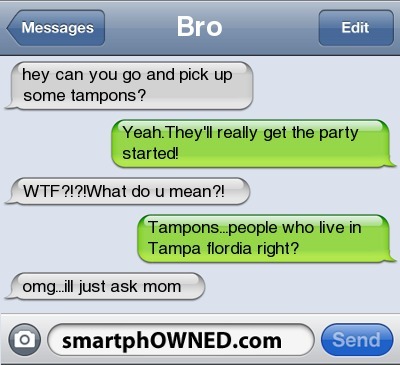 Messages
Bro
Edit
hey can you go and pick up
some tampons?
Yeah.They'll really get the party
started!
WTF?!?!What do u mean?!
Tampons...people who live in
Tampa flordia right?
omg...ill just ask mom
smartphOWNED.com
Send